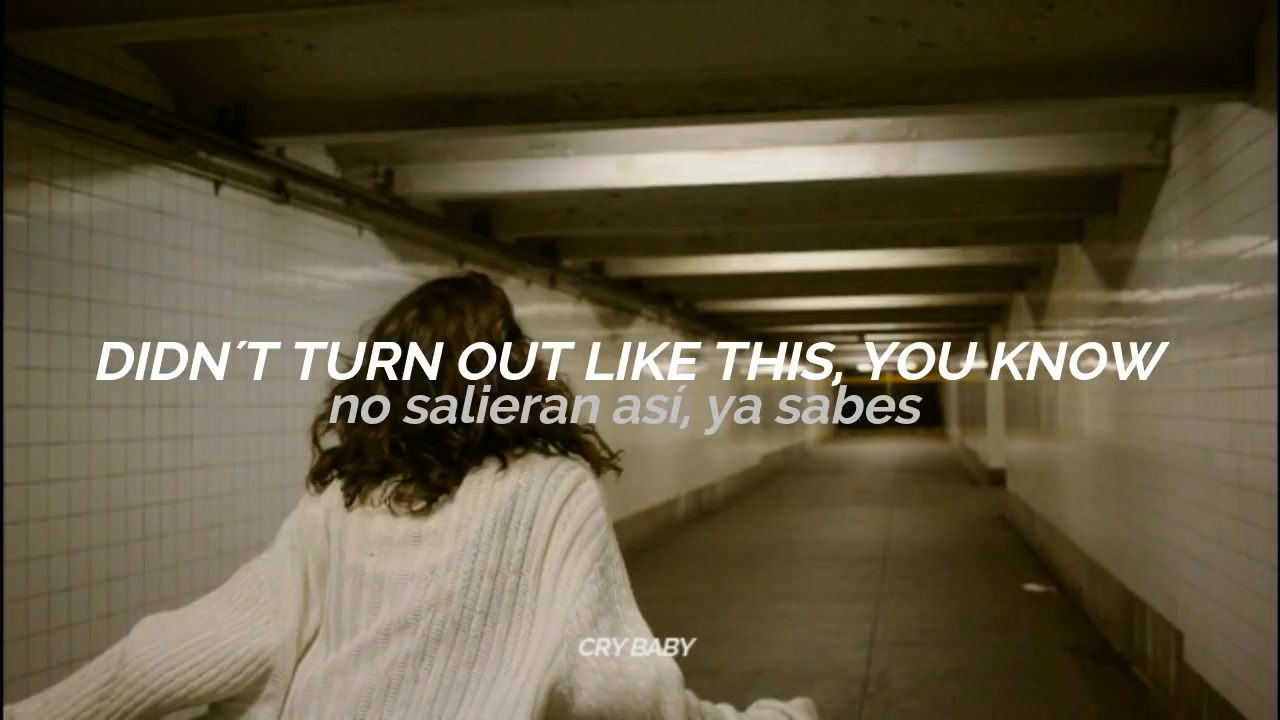 DIDN´T TURN OUT LIKE THIS, YOU KNOW
no salieran así, ya sabes
CRY BABY